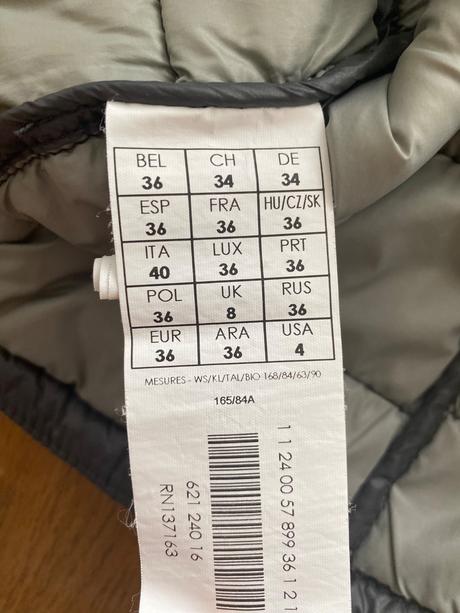 BEL CH DE
36 34 34
ESP FRA HU/CZ/SK
36 36 36
ITA LUX PRT
40 36 36
POL UK RUS
36 8 36
EUR ARA USA
36 36 4
MESURES - WS/KL/TAL/BIO 168/84/63/90
165/84A
1 1 24 00 57 899 36 1 2 1
621 240 16
RN137163